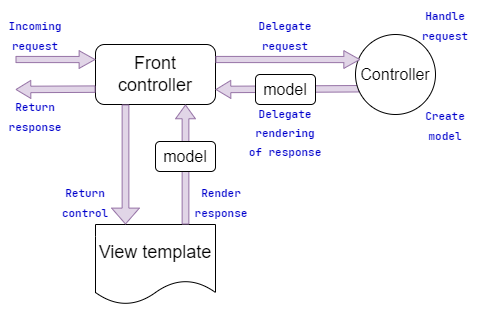 Incoming
request
Delegate
request
Handle
request
Front
controller
Controller
model
Return
response
Delegate
rendering
of response
Create
model
model
Return
control
Render
response
View template